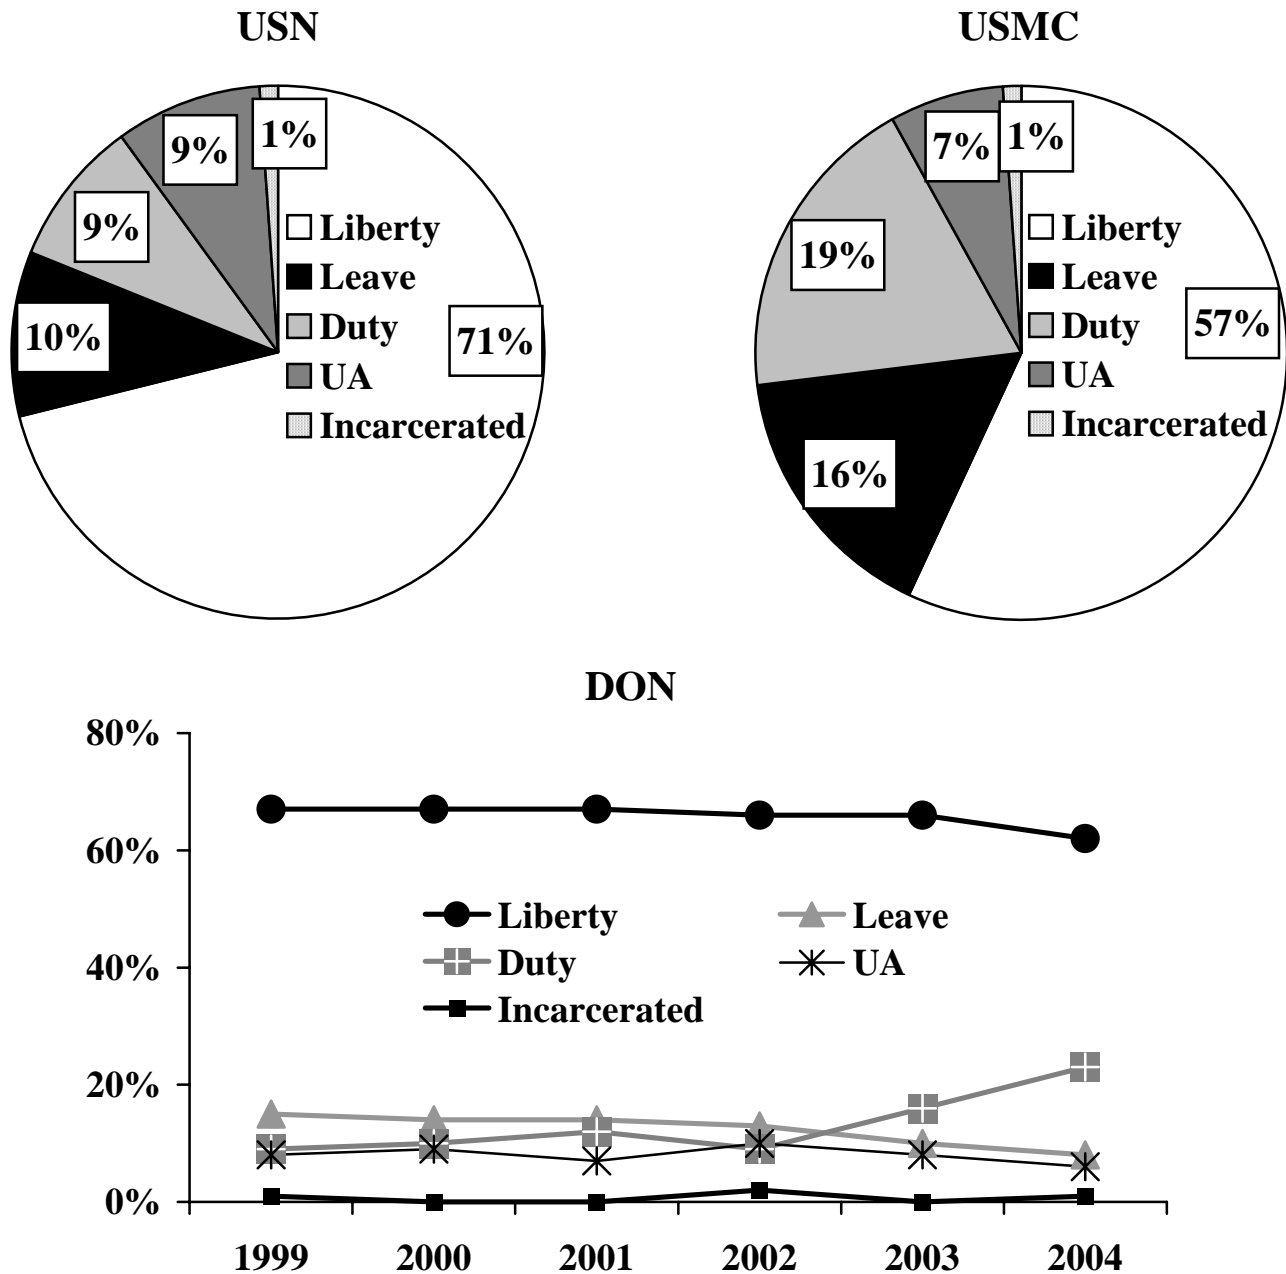 USN
USMC
1%
9%
9%
10%
71%
Liberty
Leave
Duty
UA
Incarcerated
1%
7%
19%
16%
57%
Liberty
Leave
Duty
UA
Incarcerated
DON
80%
60%
40%
20%
0%
Liberty
Leave
Duty
UA
Incarcerated
1999 2000 2001 2002 2003 2004